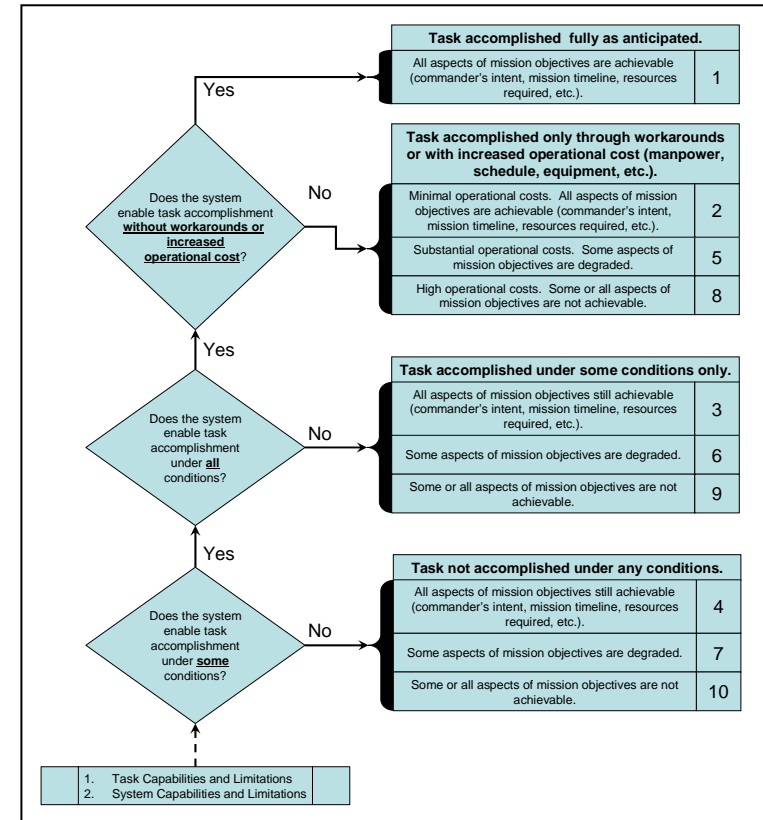 Task accomplished fully as anticipated.
All aspects of mission objectives are achievable
(commander's intent, mission timeline, resources
required, etc.).
1
Yes
Task accomplished only through workarounds
or with increased operational cost (manpower,
schedule, equipment, etc.).
Does the system
enable task accomplishment
without workarounds or
increased
operational cost?
No
Minimal operational costs. All aspects of mission
objectives are achievable (commander's intent,
mission timeline, resources required, etc.).
2
Substantial operational costs. Some aspects of
mission objectives are degraded.
5
High operational costs. Some or all aspects of
mission objectives are not achievable.
8
Yes
Task accomplished under some conditions only.
Does the system
enable task
accomplishment
under all
conditions?
No
All aspects of mission objectives still achievable
(commander's intent, mission timeline, resources
required, etc.).
3
Some aspects of mission objectives are degraded.
6
Some or all aspects of mission objectives are not
achievable.
9
Yes
Task not accomplished under any conditions.
Does the system
enable task
accomplishment
under some
conditions?
No
All aspects of mission objectives still achievable
(commander's intent, mission timeline, resources
required, etc.).
4
Some aspects of mission objectives are degraded.
7
Some or all aspects of mission objectives are not
achievable.
10
1. Task Capabilities and Limitations
2. System Capabilities and Limitations